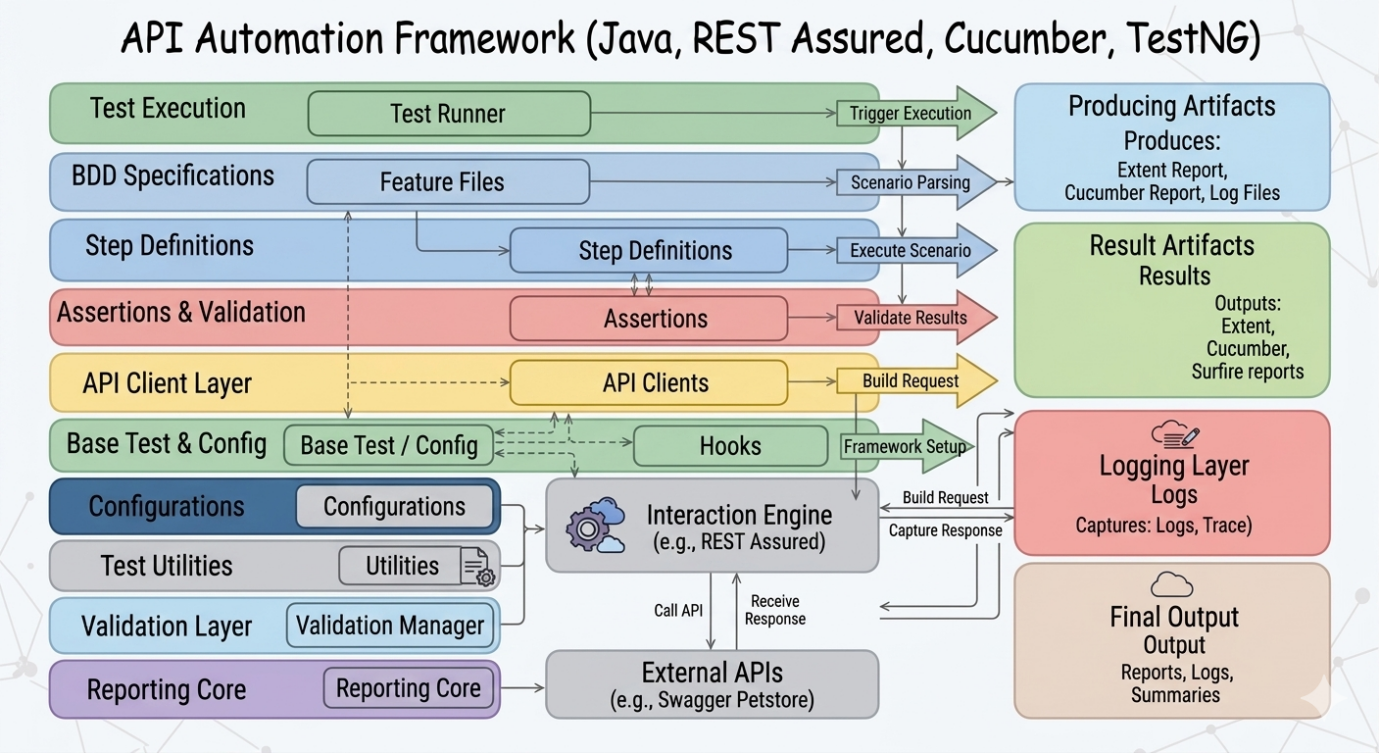 API Automation Framework (Java, REST Assured, Cucumber, TestNG)
Test Execution
Test Runner
Trigger Execution
BDD Specifications
Feature Files
Scenario Parsing
Step Definitions
Step Definitions
Execute Scenario
Assertions & Validation
Assertions
Validate Results
API Client Layer
API Clients
Build Request
Base Test & Config
Base Test / Config
Hooks
Framework Setup
Configurations
Configurations
Test Utilities
Utilities
Validation Layer
Validation Manager
Reporting Core
Reporting Core
Interaction Engine
(e.g., REST Assured)
Build Request
Capture Response
Call API
Receive
Response
External APIs
(e.g., Swagger Petstore)
Producing Artifacts
Produces:
Extent Report,
Cucumber Report, Log Files
Result Artifacts
Results
Outputs:
Extent,
Cucumber,
Surfire reports
Logging Layer
Logs
Captures: Logs, Trace)
Final Output
Output
Reports, Logs,
Summaries